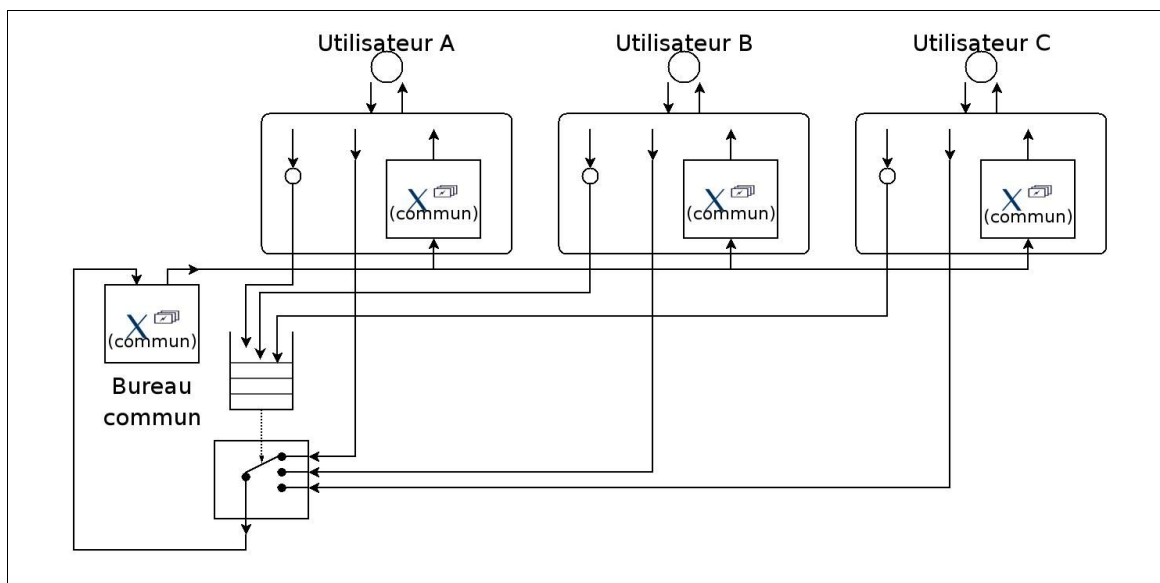 Utilisateur A
Utilisateur B
Utilisateur C
X
(commun)
X
(commun)
X
(commun)
X
(commun)
Bureau
commun